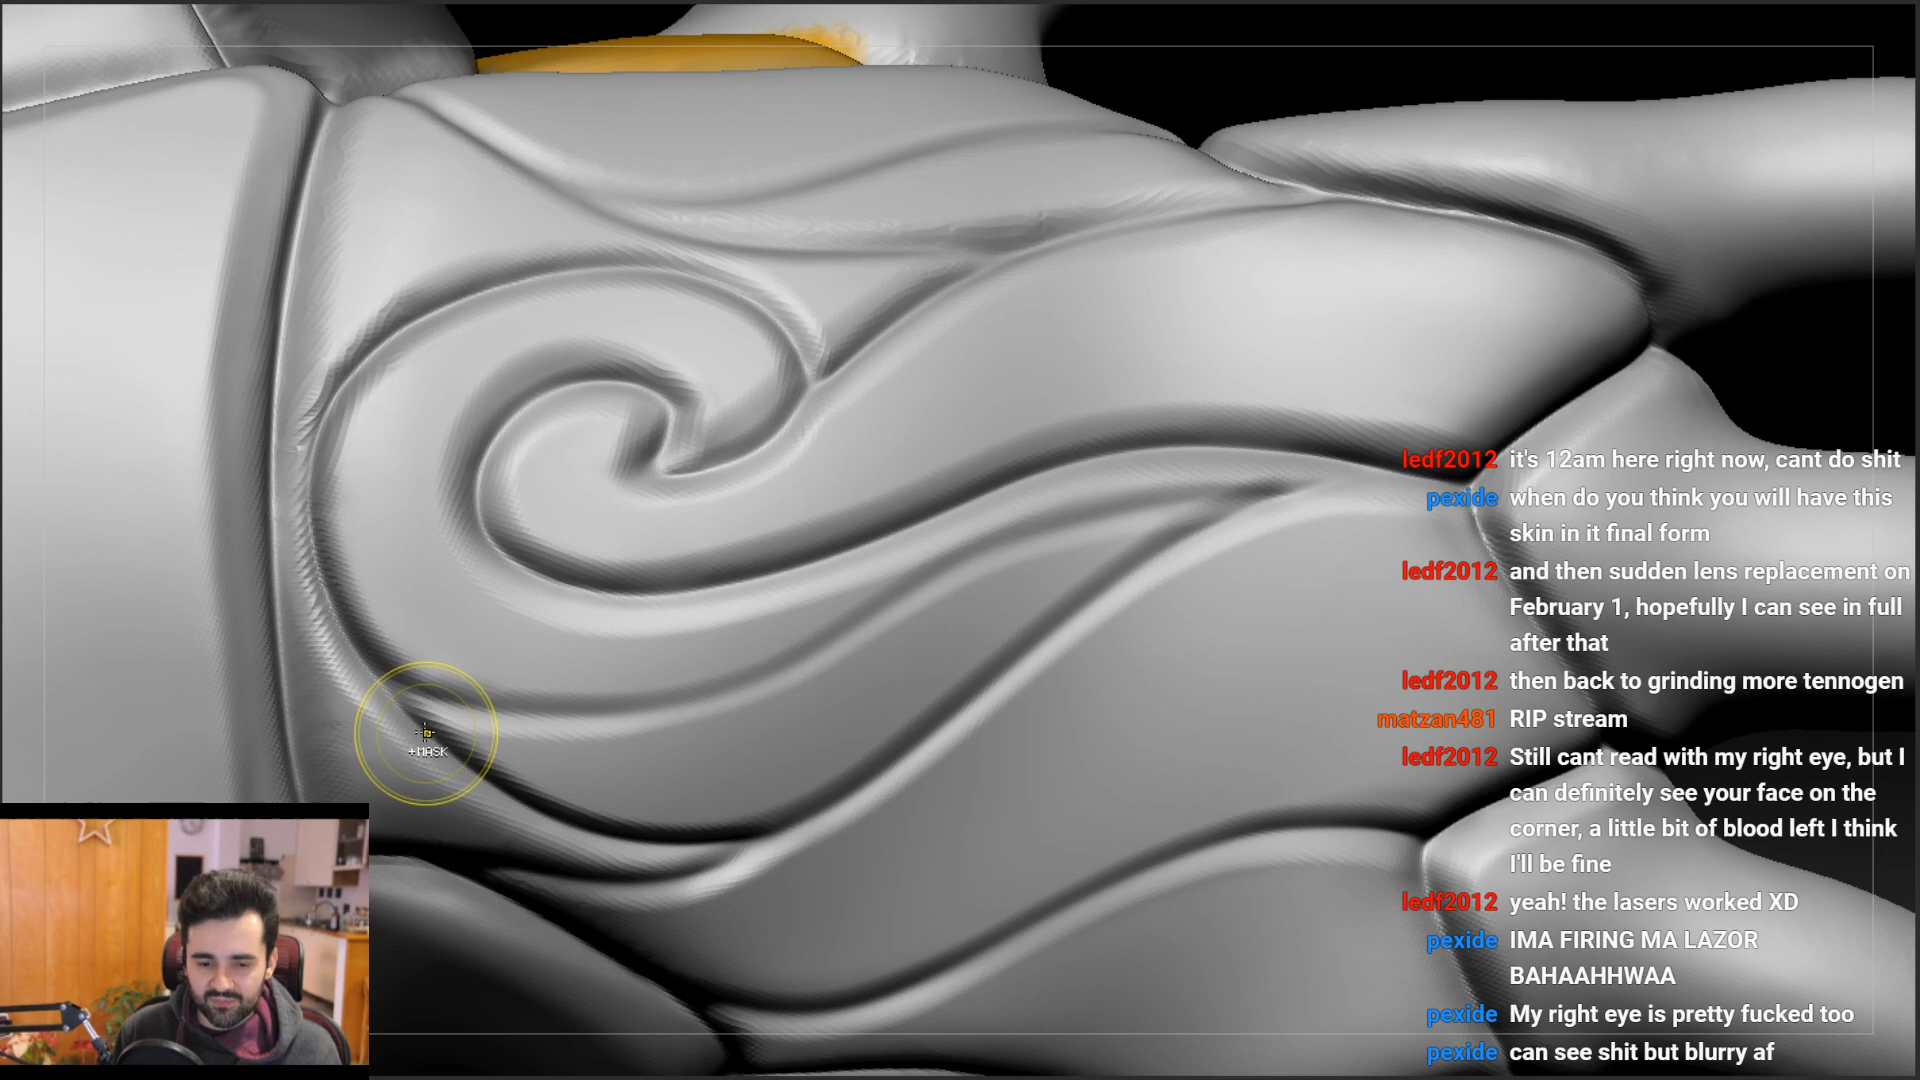 ledf2012 it's 12am here right now, cant do shit
pexide when do you think you will have this
skin in it final form
ledf2012 and then sudden lens replacement on
February 1, hopefully I can see in full
after that
ledf2012 then back to grinding more tennogen
matzan481 RIP stream
+MASK
ledf2012 Still cant read with my right eye, but I
can definitely see your face on the
corner, a little bit of blood left I think
I'll be fine
ledf2012 yeah! the lasers worked XD
pexide IMA FIRING MA LAZOR
BAHAAHHWAA
pexide My right eye is pretty fucked too
pexide can see shit but blurry af